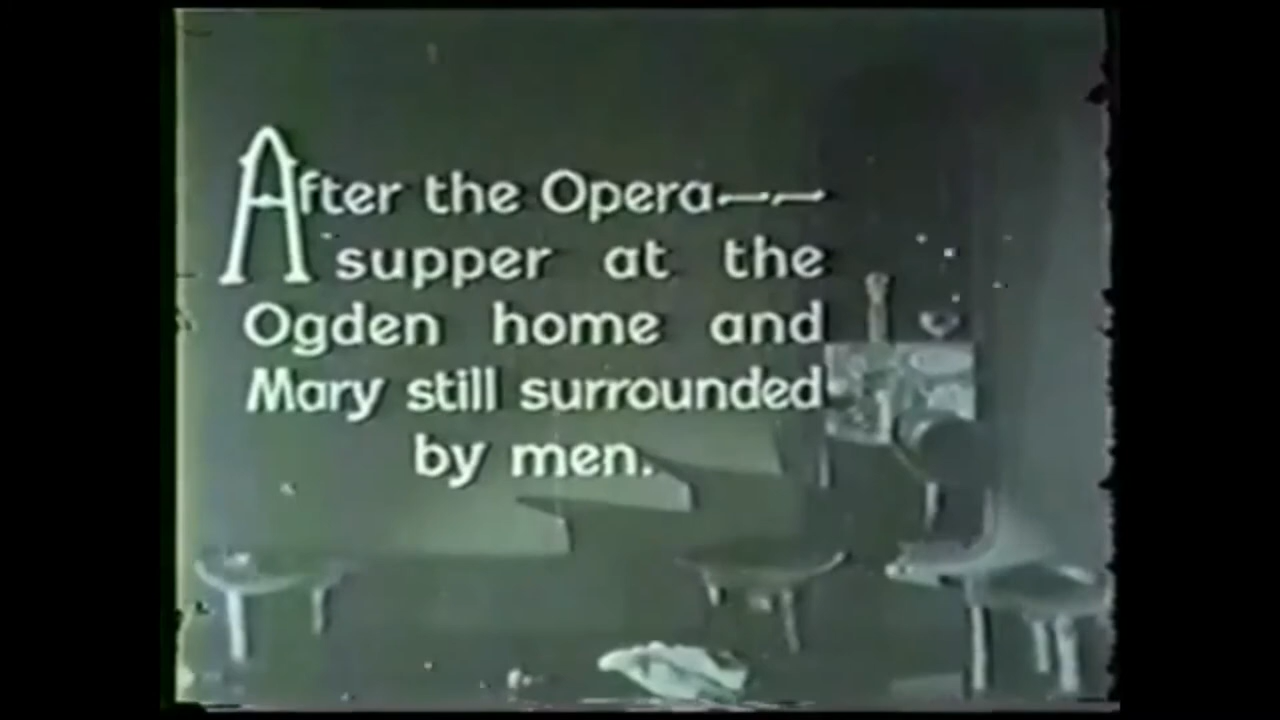 After the Opera——
supper at the
Ogden home and
Mary still surrounded
by men.